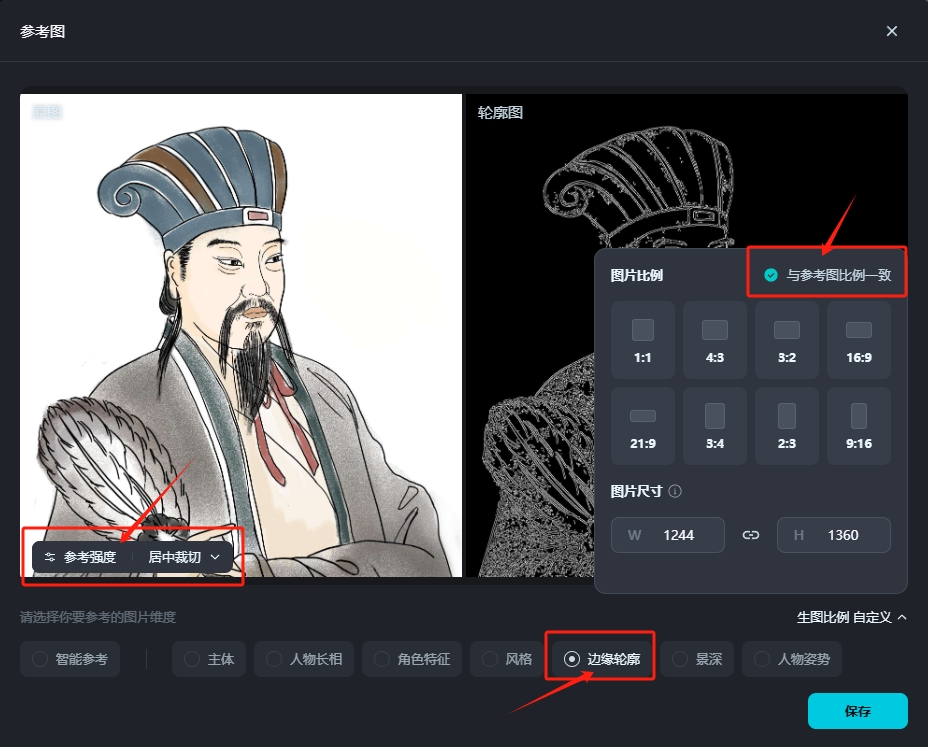 参考图
原图
轮廓图
图片比例
与参考图比例一致
1:1
4:3
3:2
16:9
21:9
3:4
2:3
9:16
图片尺寸
W 1244
H 1360
参考强度 居中裁切
请选择你要参考的图片维度
生图比例 自定义
智能参考 主体 人物长相 角色特征 风格 边缘轮廓 景深 人物姿势
保存